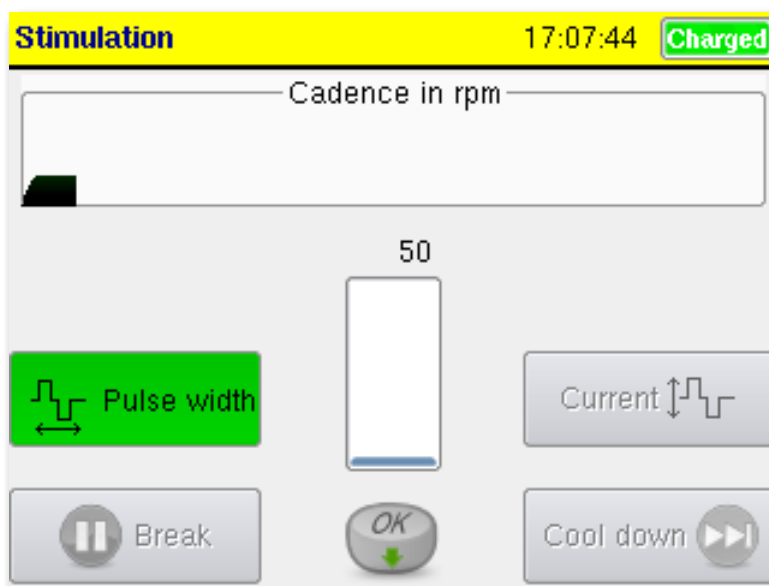 Stimulation 17:07:44 Charged
Cadence in rpm
50
Pulse width
Current
Break
OK
Cool down